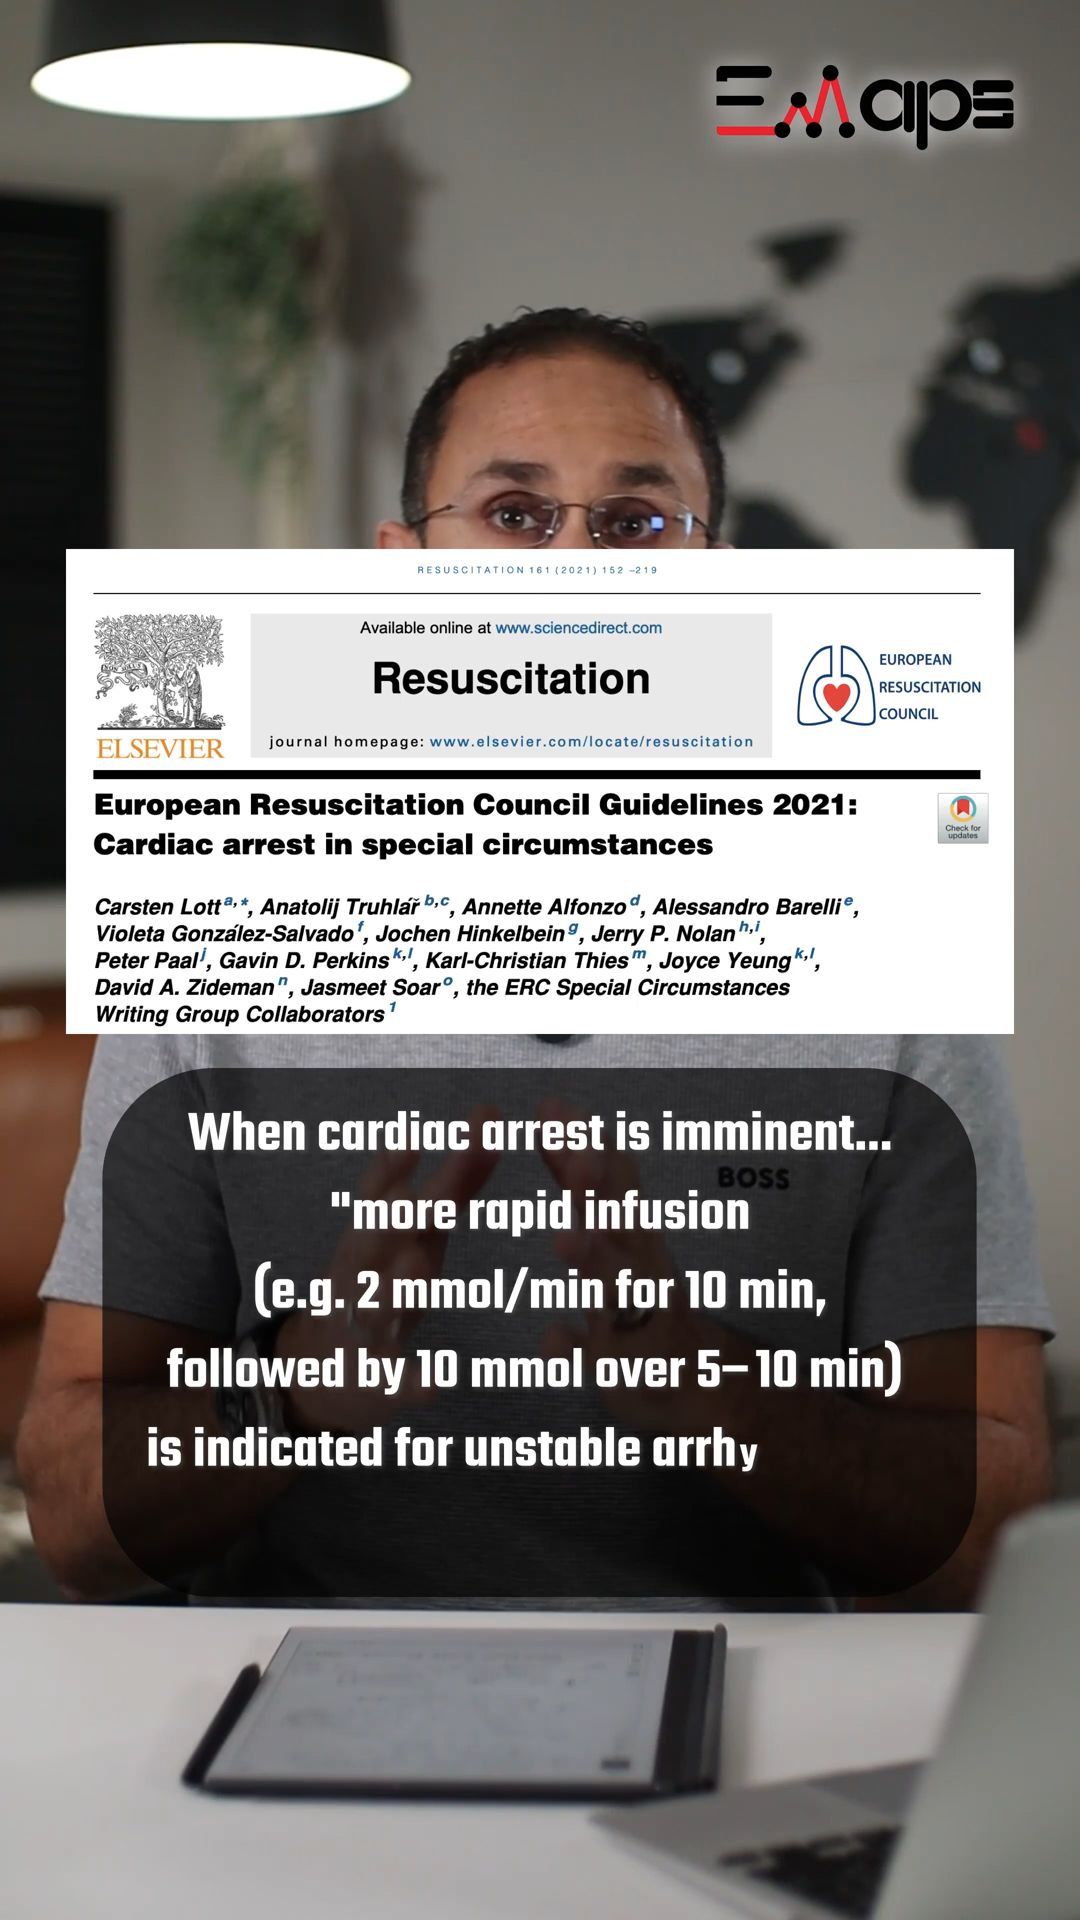 EMaps
RESUSCITATION 161 (2021) 152 –219
Available online at www.sciencedirect.com
Resuscitation
journal homepage: www.elsevier.com/locate/resuscitation
ELSEVIER
EUROPEAN
RESUSCITATION
COUNCIL
European Resuscitation Council Guidelines 2021:
Cardiac arrest in special circumstances
Check for
updates
Carsten Lott a,*, Anatolij Truhlář b,c, Annette Alfonzo d, Alessandro Barelli e,
Violeta González-Salvado f, Jochen Hinkelbein g, Jerry P. Nolan h,i,
Peter Paal j, Gavin D. Perkins k,l, Karl-Christian Thies m, Joyce Yeung k,l,
David A. Zideman n, Jasmeet Soar o, the ERC Special Circumstances
Writing Group Collaborators 1
When cardiac arrest is imminent...
BOSS
"more rapid infusion
(e.g. 2 mmol/min for 10 min,
followed by 10 mmol over 5–10 min)
is indicated for unstable arrhy